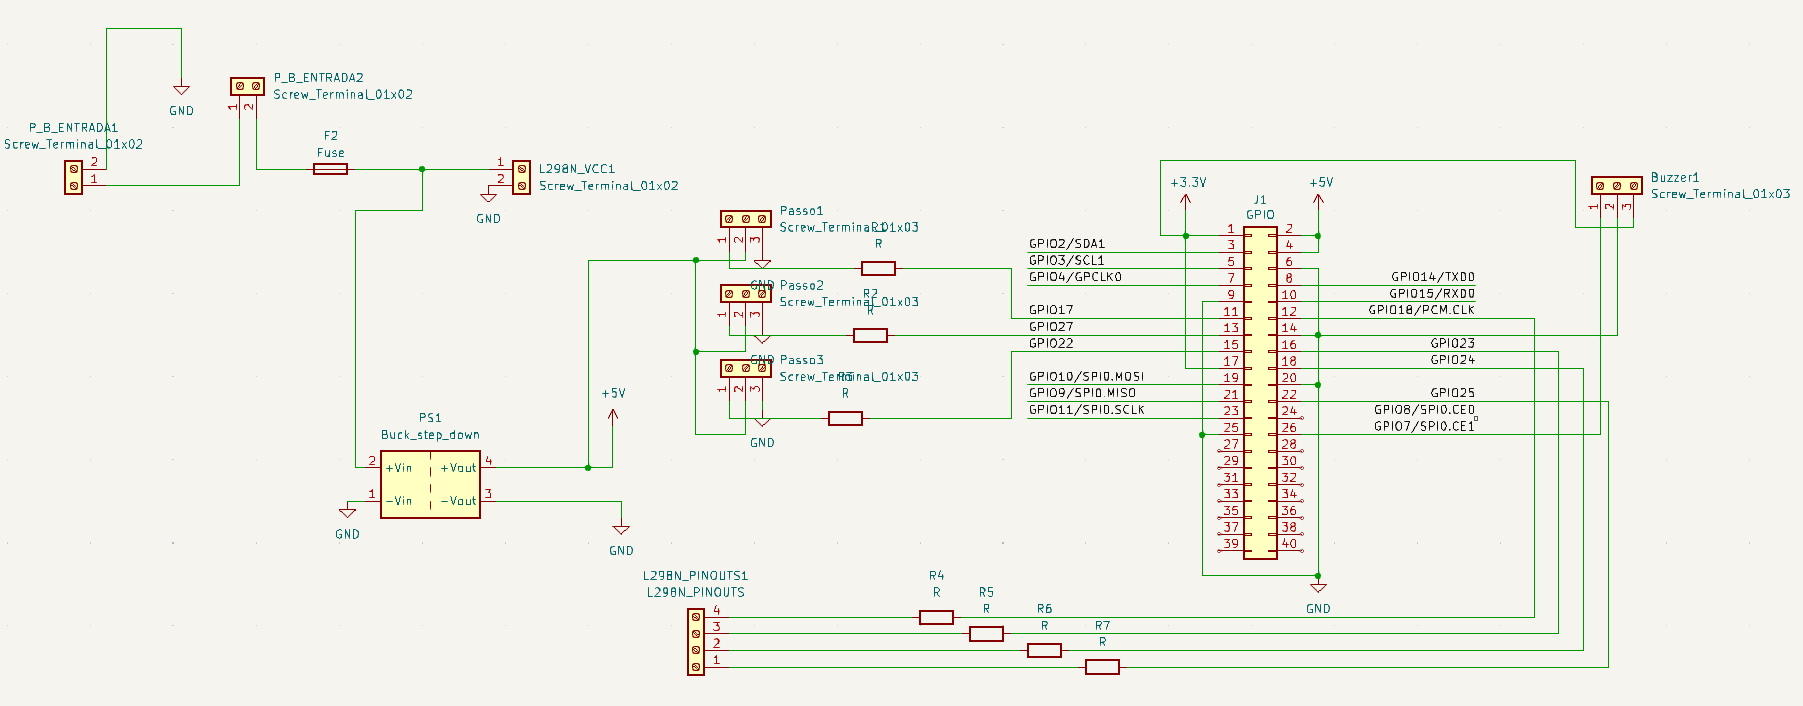 GND
P_B_ENTRADA2
Screw_Terminal_01x02
1
2
P_B_ENTRADA1
Screw_Terminal_01x02
2
1
F2
Fuse
1
2
L298N_VCC1
Screw_Terminal_01x02
GND
Passo1
Screw_Terminal_01x03
1
2
3
R1
R
GND
Passo2
Screw_Terminal_01x03
1
2
3
R2
R
GND
Passo3
Screw_Terminal_01x03
1
2
3
R3
R
GND
+5V
PS1
Buck_step_down
2 +Vin +Vout 4
1 -Vin -Vout 3
GND
GND
+3.3V
+5V
J1
GPIO
Buzzer1
Screw_Terminal_01x03
1
2
3
1 2
GPIO2/SDA1 3 4
GPIO3/SCL1 5 6
GPIO4/GPCLK0 7 8 GPIO14/TXD0
9 10 GPIO15/RXD0
GPIO17 11 12 GPIO18/PCM.CLK
GPIO27 13 14
GPIO22 15 16 GPIO23
17 18 GPIO24
GPIO10/SPI0.MOSI 19 20
GPIO9/SPI0.MISO 21 22 GPIO25
GPIO11/SPI0.SCLK 23 24 GPIO8/SPI0.CE0
25 26 GPIO7/SPI0.CE1
27 28
29 30
31 32
33 34
35 36
37 38
39 40
GND
L298N_PINOUTS1
L298N_PINOUTS
4
3
2
1
R4
R
R5
R
R6
R
R7
R